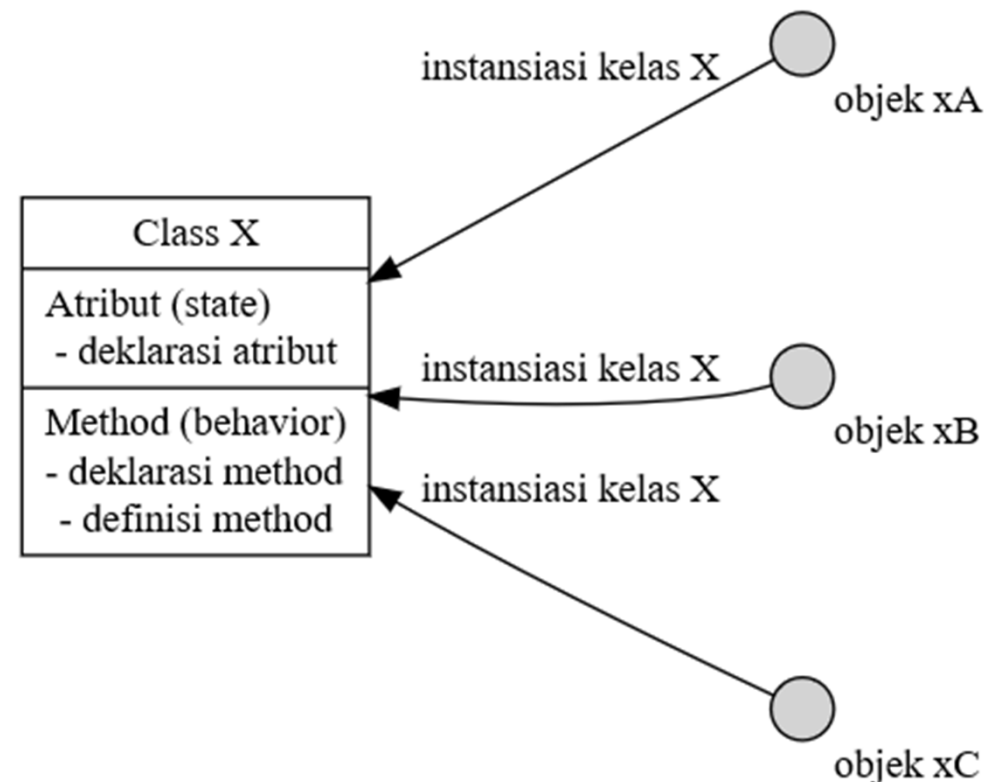 instansiasi kelas X
objek xA
Class X
Atribut (state)
- deklarasi atribut
Method (behavior)
- deklarasi method
- definisi method
instansiasi kelas X
objek xB
instansiasi kelas X
objek xC